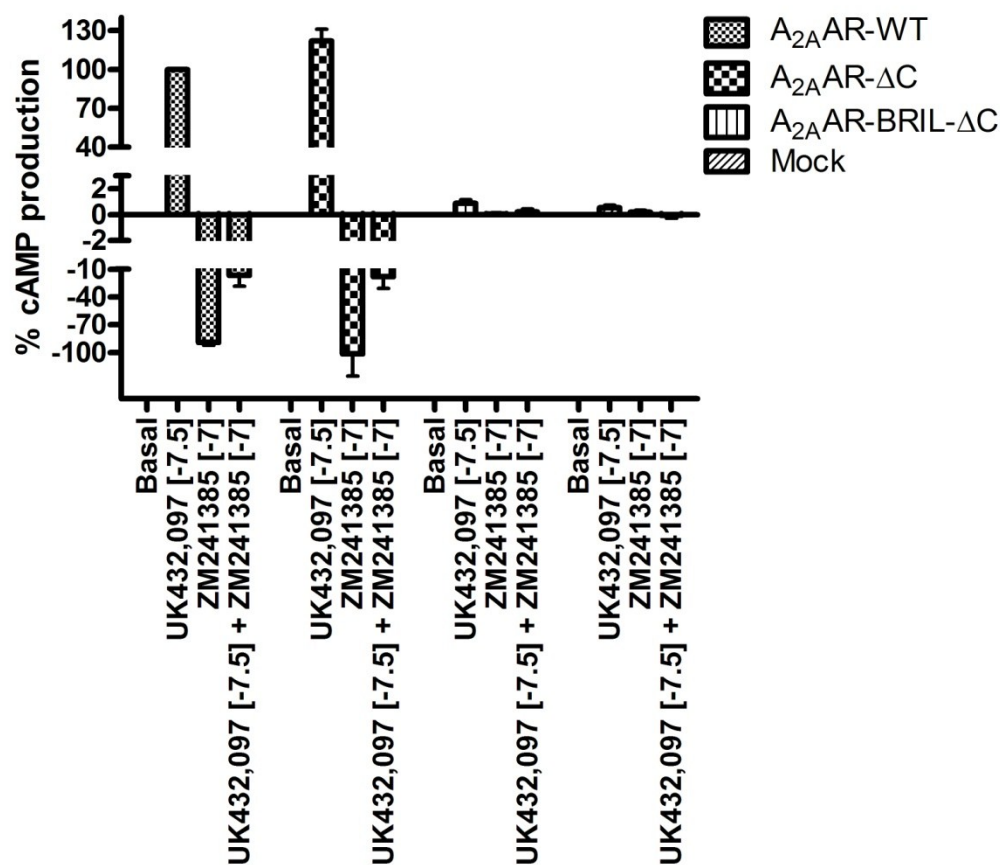 % cAMP production
130
100
70
40
2
0
-2
-10
-40
-70
-100
A2AAR-WT
A2AAR-ΔC
A2AAR-BRIL-ΔC
Mock
Basal
UK432,097 [-7.5]
ZM241385 [-7]
UK432,097 [-7.5] + ZM241385 [-7]
Basal
UK432,097 [-7.5]
ZM241385 [-7]
UK432,097 [-7.5] + ZM241385 [-7]
Basal
UK432,097 [-7.5]
ZM241385 [-7]
UK432,097 [-7.5] + ZM241385 [-7]
Basal
UK432,097 [-7.5]
ZM241385 [-7]
UK432,097 [-7.5] + ZM241385 [-7]